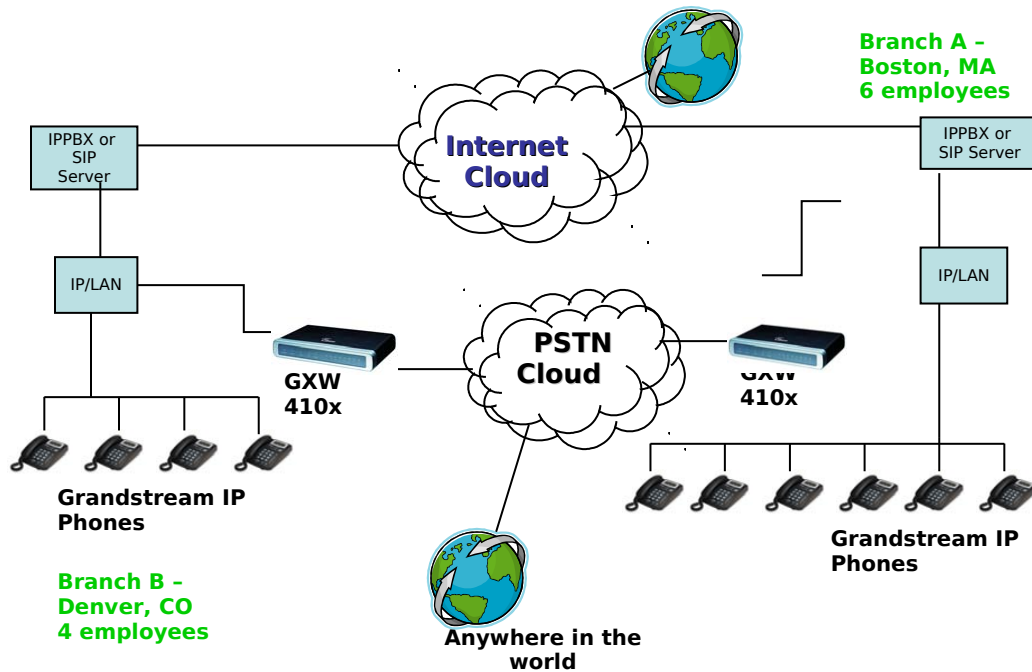 Branch A –
Boston, MA
6 employees
IPPBX or
SIP
Server
Internet
Cloud
IPPBX or
SIP Server
IP/LAN
IP/LAN
PSTN
Cloud
GXW
410x
GXW
410x
Grandstream IP
Phones
Grandstream IP
Phones
Branch B –
Denver, CO
4 employees
Anywhere in the
world